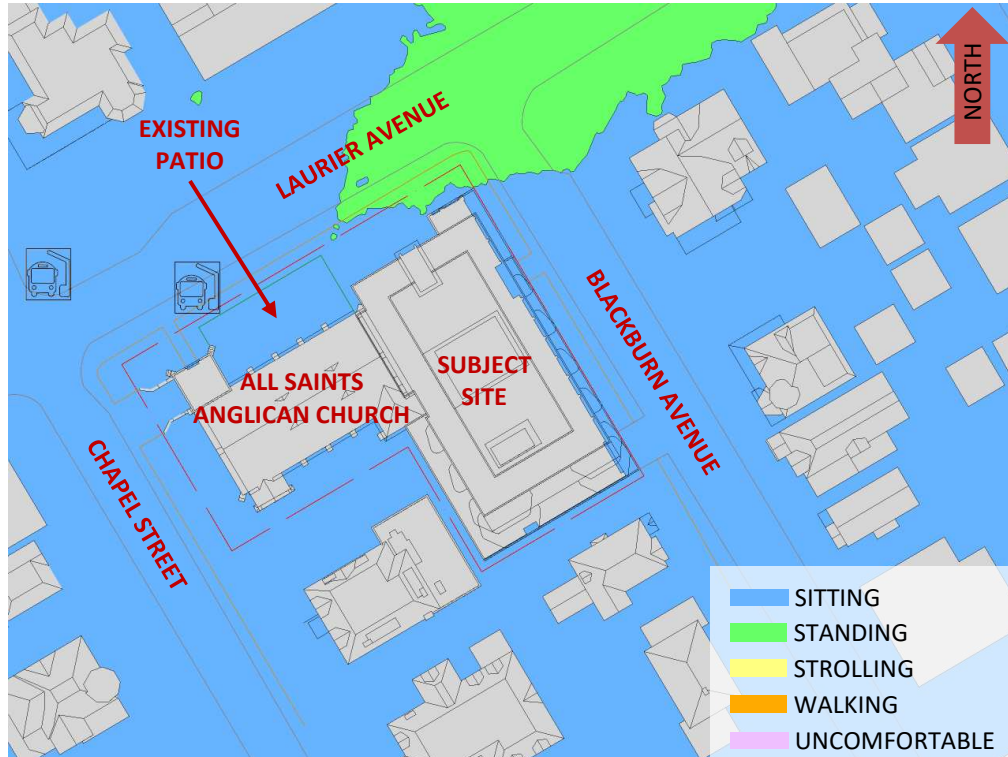 NORTH
LAURIER AVENUE
EXISTING
PATIO
BLACKBURN AVENUE
SUBJECT
SITE
ALL SAINTS
ANGLICAN CHURCH
CHAPEL STREET
SITTING
STANDING
STROLLING
WALKING
UNCOMFORTABLE